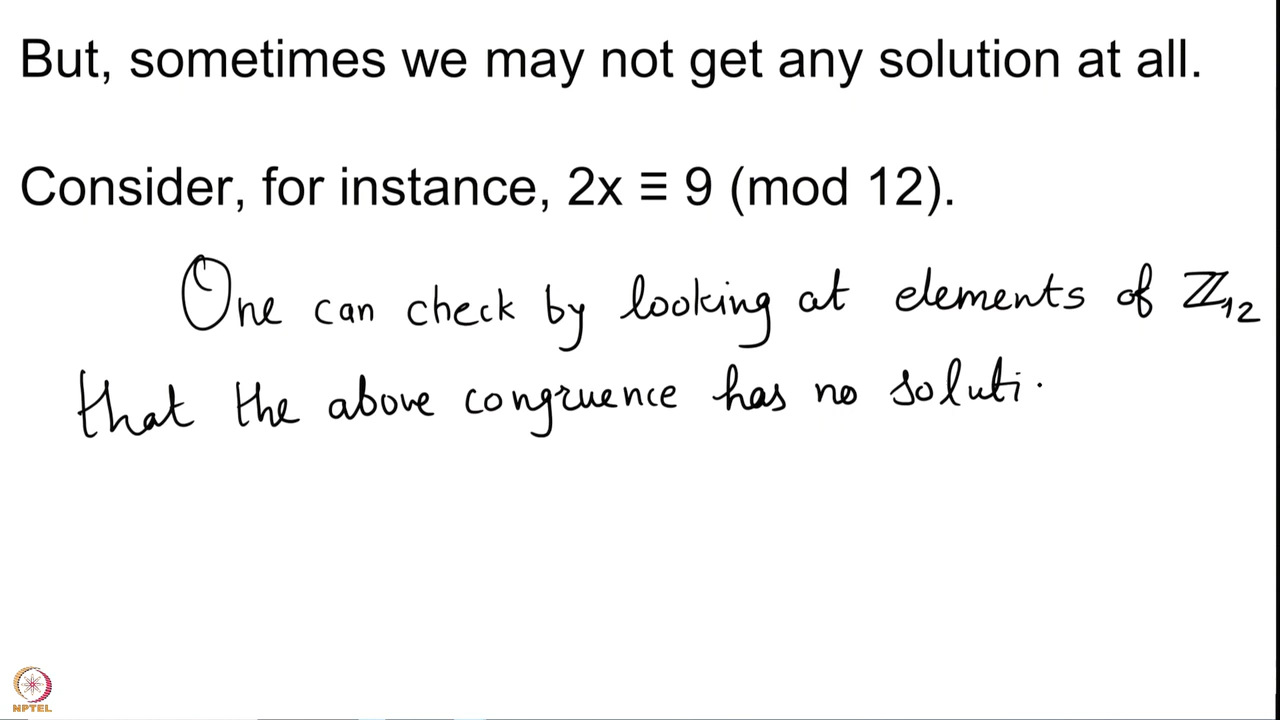 But, sometimes we may not get any solution at all.
Consider, for instance, 2x ≡ 9 (mod 12).
One can check by looking at elements of ℤ₁₂
that the above congruence has no soluti
NPTEL